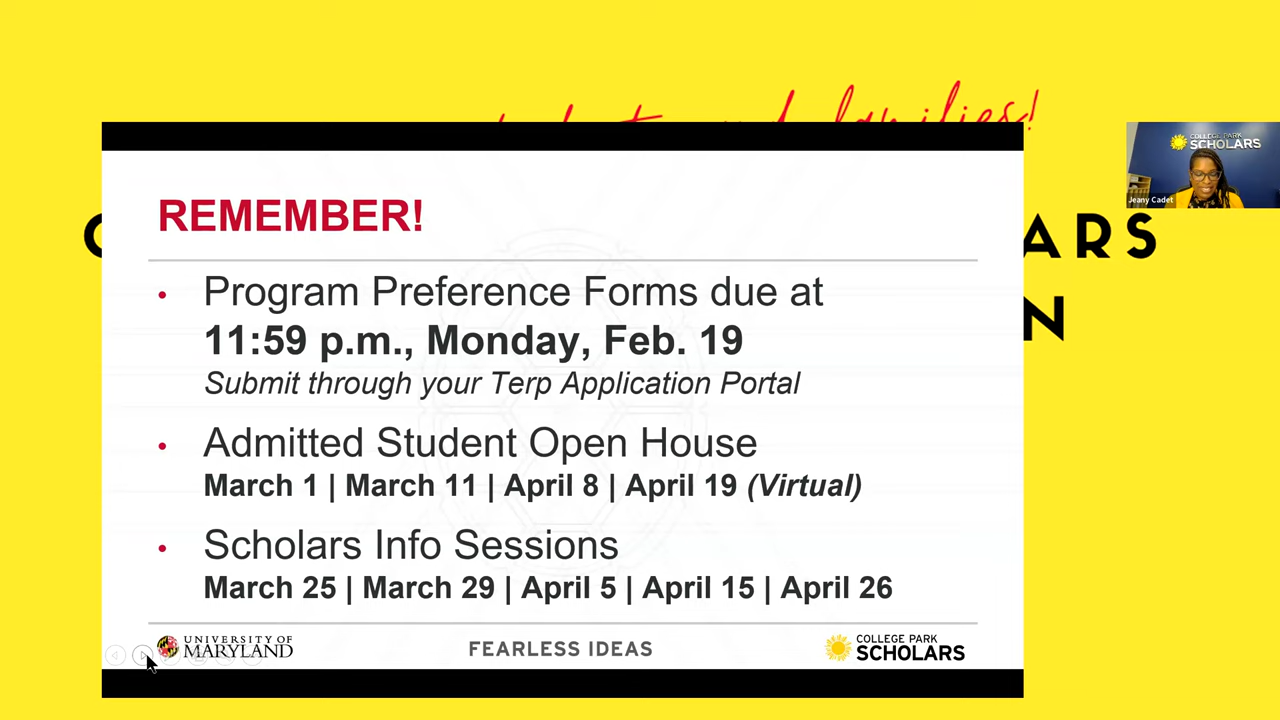 families!
COLLEGE PARK
SCHOLARS
Jeany Cadet
ARS
N
REMEMBER!
• Program Preference Forms due at
11:59 p.m., Monday, Feb. 19
Submit through your Terp Application Portal
• Admitted Student Open House
March 1 | March 11 | April 8 | April 19 (Virtual)
• Scholars Info Sessions
March 25 | March 29 | April 5 | April 15 | April 26
UNIVERSITY OF
MARYLAND
FEARLESS IDEAS
COLLEGE PARK
SCHOLARS